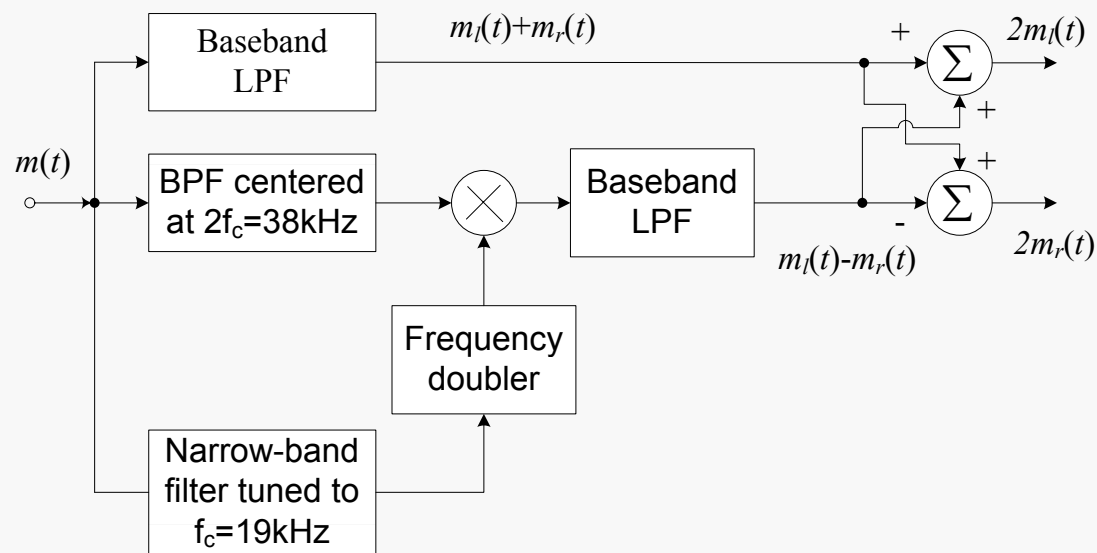 m_l(t)+m_r(t)
+
2m_l(t)
Baseband
LPF
Σ
+
m(t)
BPF centered
at 2f_c=38kHz
Baseband
LPF
+
Σ
-
m_l(t)-m_r(t)
2m_r(t)
Frequency
doubler
Narrow-band
filter tuned to
f_c=19kHz